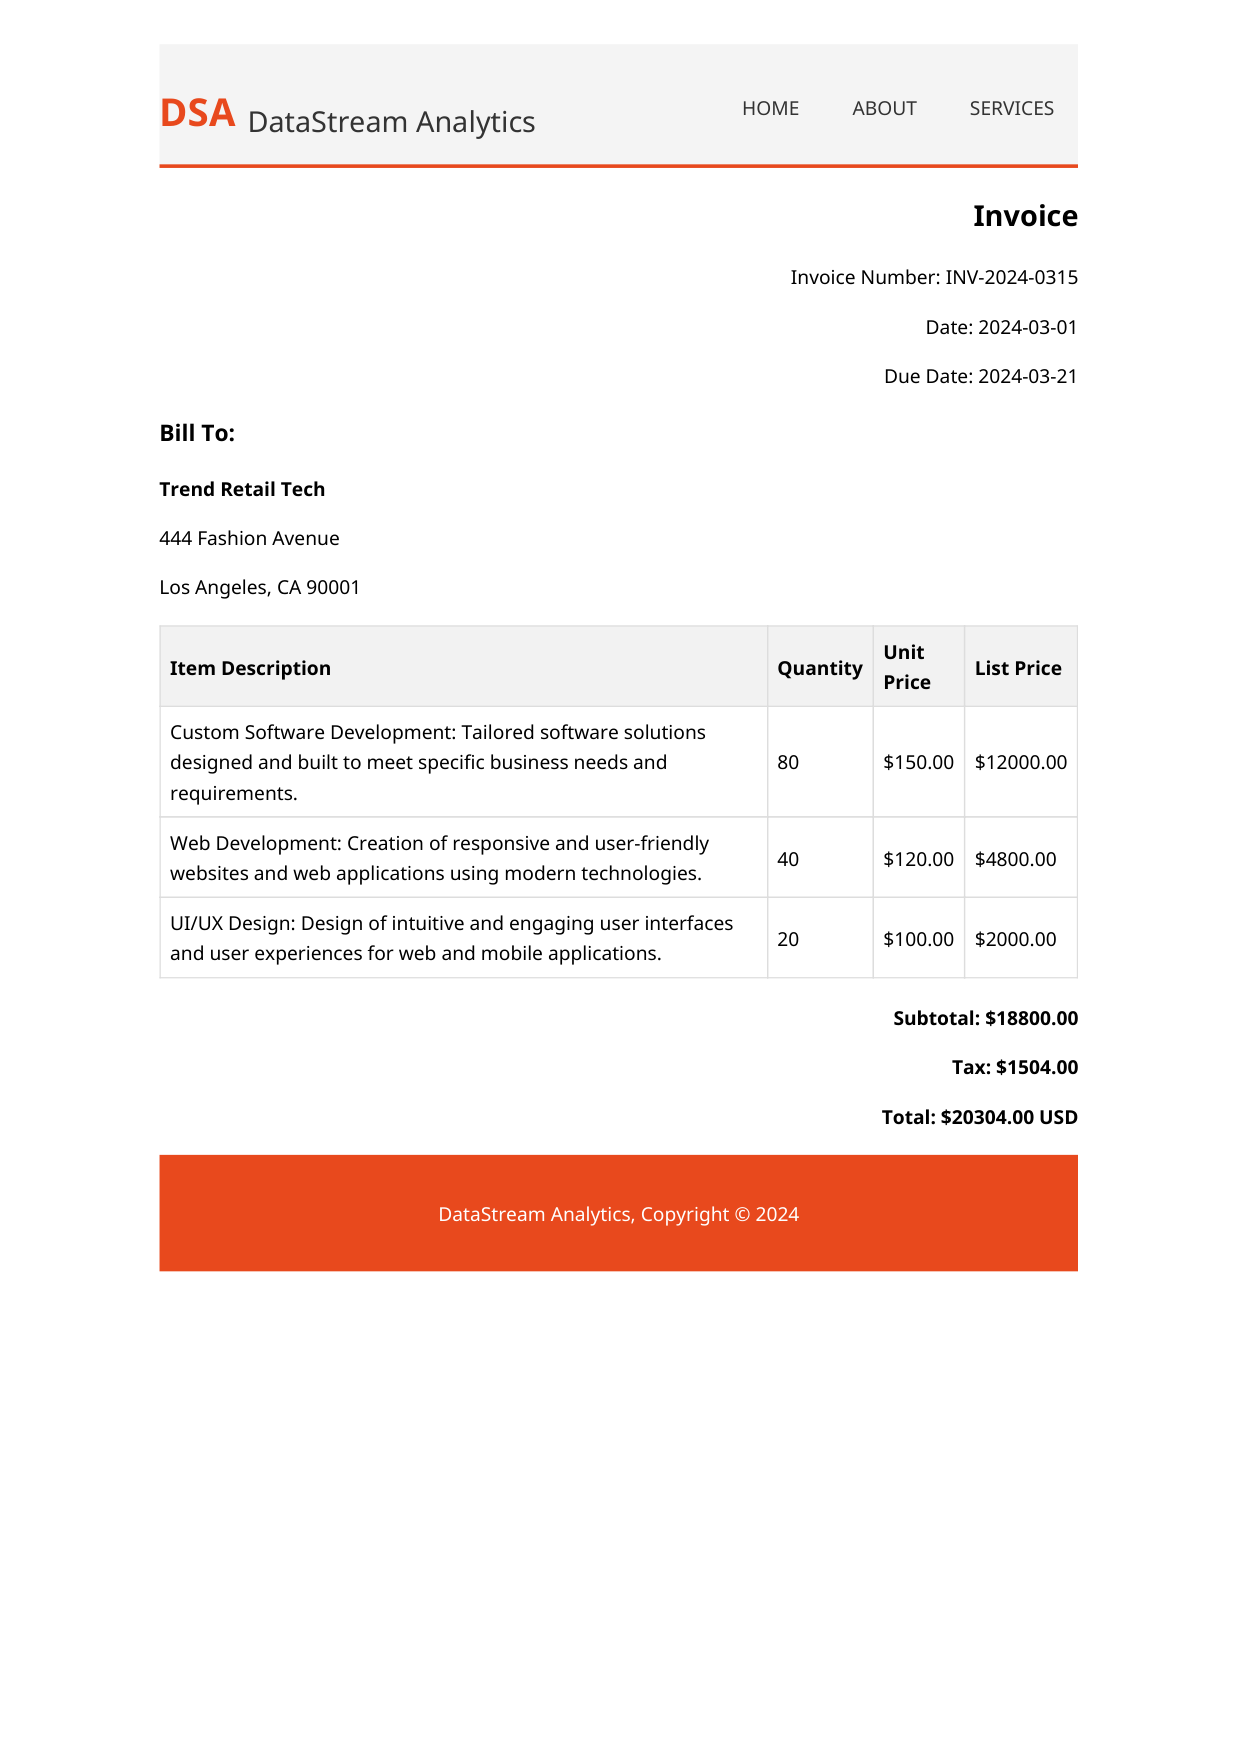 DSA DataStream Analytics HOME ABOUT SERVICES
Invoice
Invoice Number: INV-2024-0315
Date: 2024-03-01
Due Date: 2024-03-21
Bill To:
Trend Retail Tech
444 Fashion Avenue
Los Angeles, CA 90001
Item Description Quantity Unit Price List Price
Custom Software Development: Tailored software solutions
designed and built to meet specific business needs and
requirements.
80 $150.00 $12000.00
Web Development: Creation of responsive and user-friendly
websites and web applications using modern technologies.
40 $120.00 $4800.00
UI/UX Design: Design of intuitive and engaging user interfaces
and user experiences for web and mobile applications.
20 $100.00 $2000.00
Subtotal: $18800.00
Tax: $1504.00
Total: $20304.00 USD
DataStream Analytics, Copyright © 2024